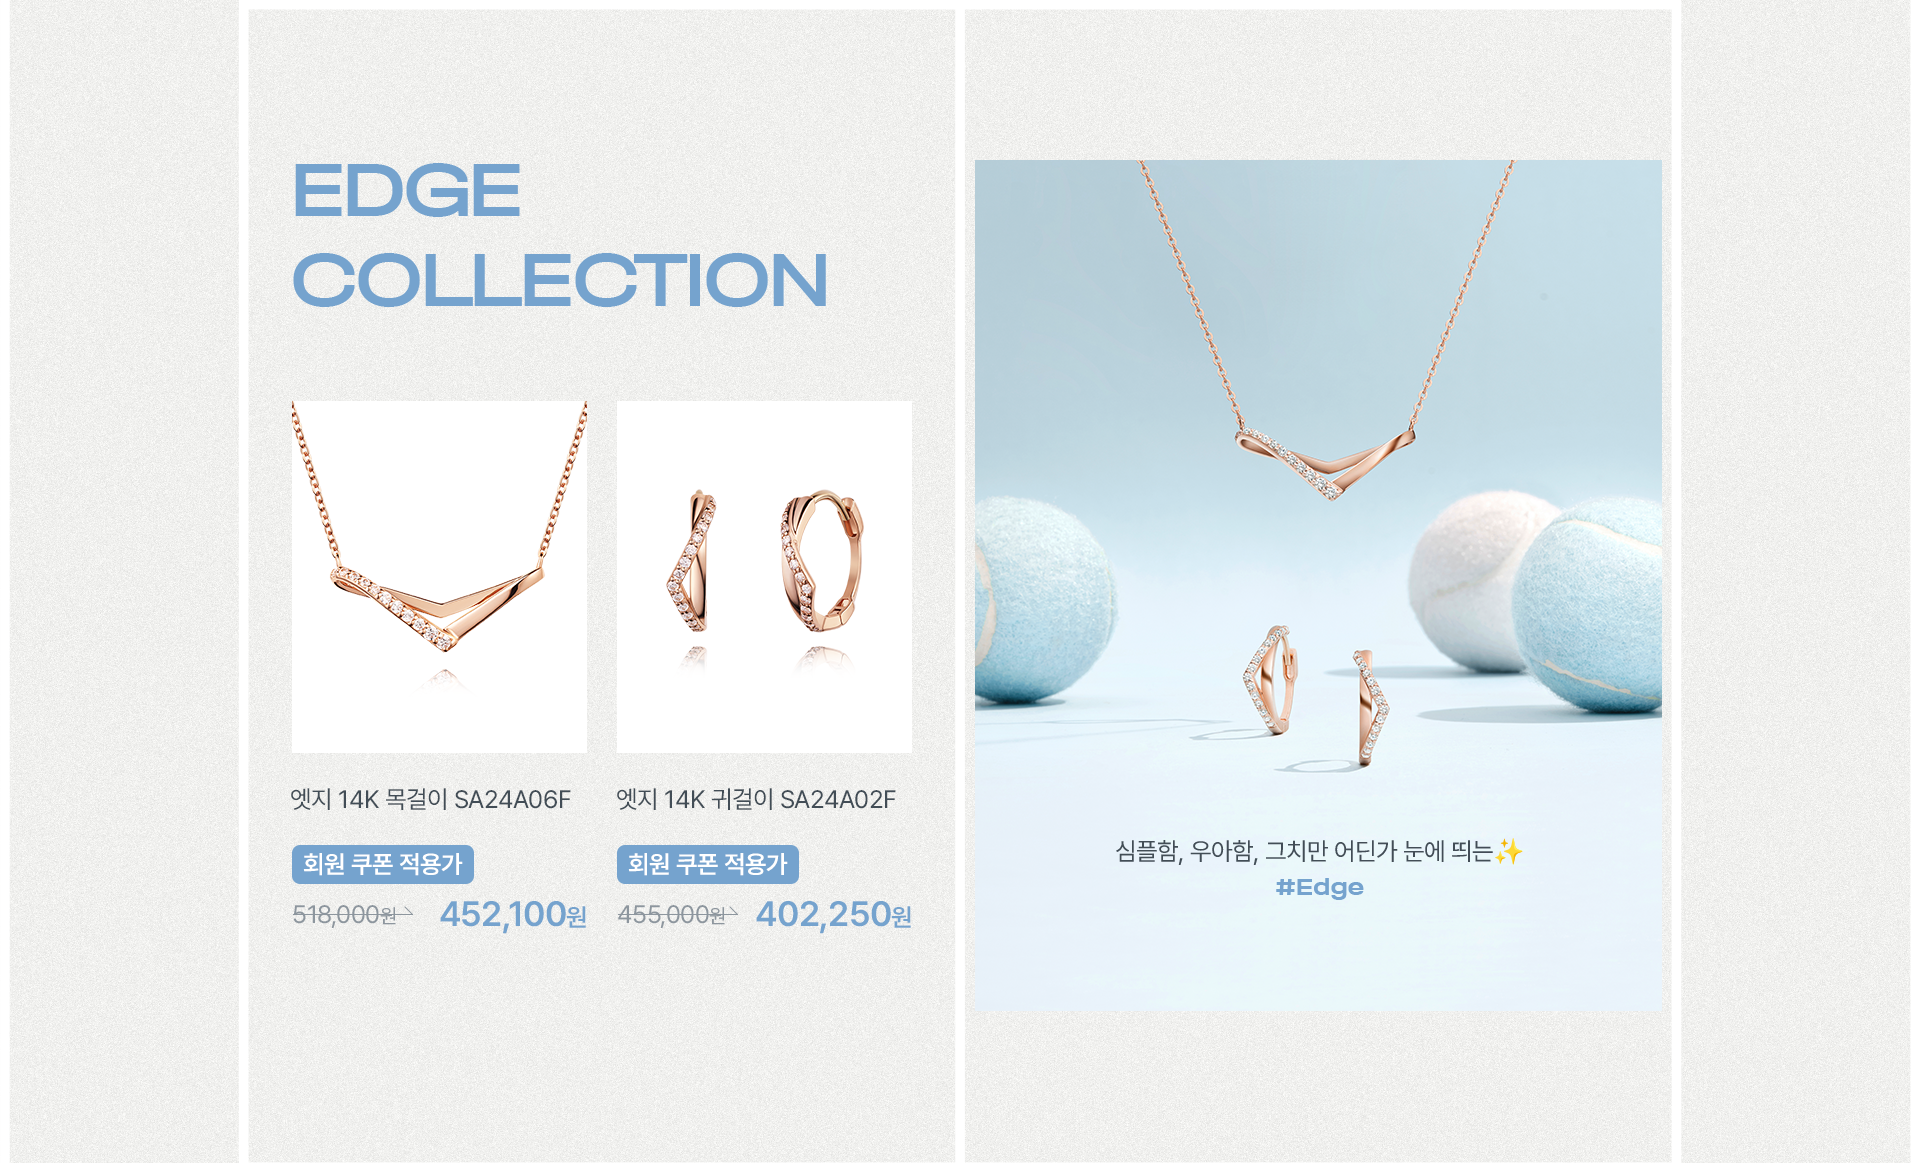 EDGE
COLLECTION
엣지 14K 목걸이 SA24A06F
회원 쿠폰 적용가
518,000원
452,100원
엣지 14K 귀걸이 SA24A02F
회원 쿠폰 적용가
455,000원
402,250원
심플함, 우아함, 그치만 어딘가 눈에 띄는✨
#Edge